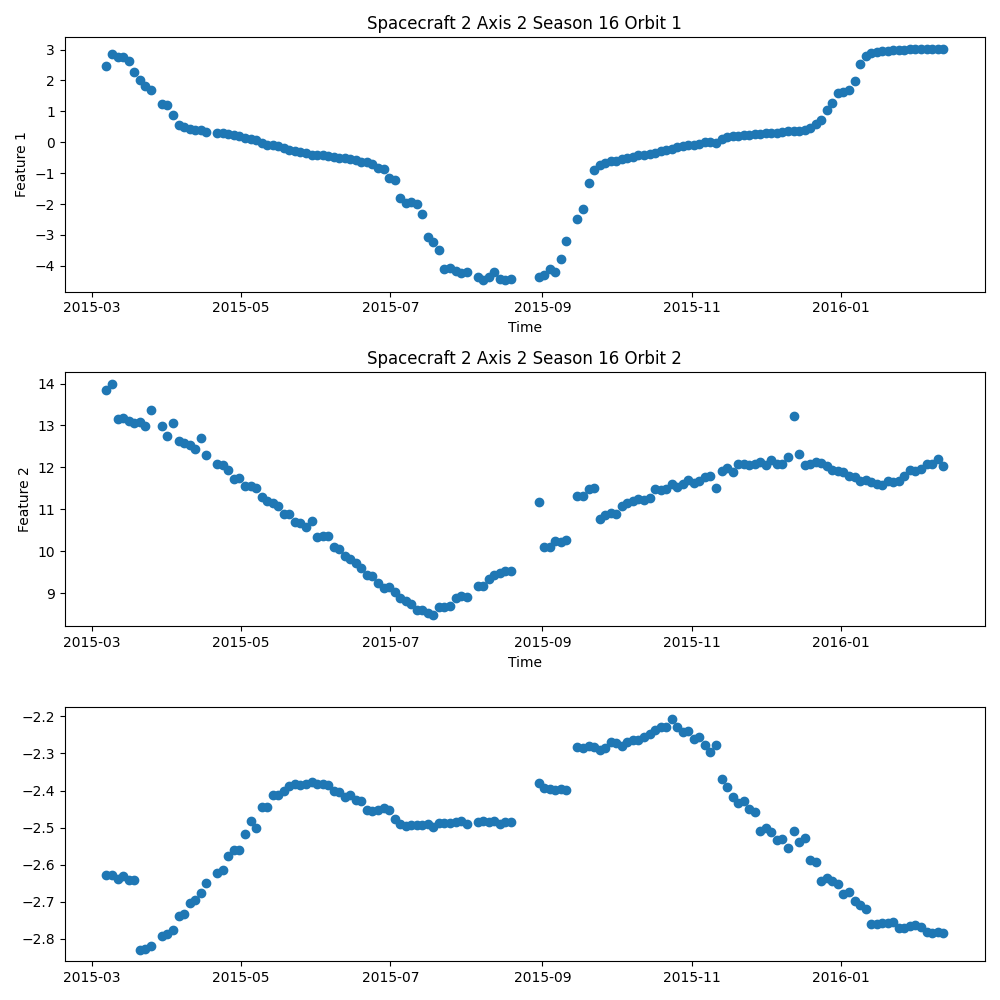 Spacecraft 2 Axis 2 Season 16 Orbit 1
3
2
1
0
−1
−2
−3
−4
Feature 1
2015-03 2015-05 2015-07 2015-09 2015-11 2016-01
Time
Spacecraft 2 Axis 2 Season 16 Orbit 2
14
13
12
11
10
9
Feature 2
2015-03 2015-05 2015-07 2015-09 2015-11 2016-01
Time
−2.2
−2.3
−2.4
−2.5
−2.6
−2.7
−2.8
2015-03 2015-05 2015-07 2015-09 2015-11 2016-01